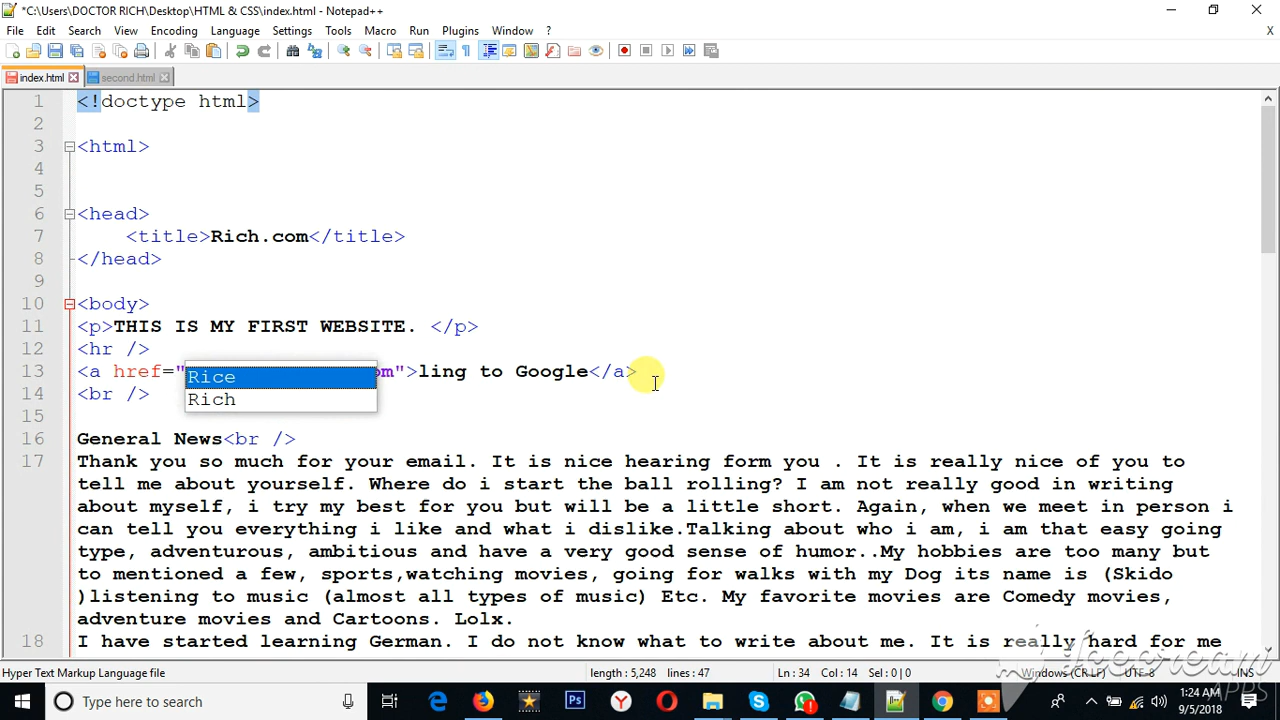 *C:\Users\DOCTOR RICH\Desktop\HTML & CSS\index.html - Notepad++
File Edit Search View Encoding Language Settings Tools Macro Run Plugins Window ? X
index.html second.html
1 <!doctype html>
2
3 <html>
4
5
6 <head>
7 <title>Rich.com</title>
8 </head>
9
10 <body>
11 <p>THIS IS MY FIRST WEBSITE. </p>
12 <hr />
13 <a href=" om">ling to Google</a>
Rice
14 <br />
Rich
15
16 General News<br />
17 Thank you so much for your email. It is nice hearing form you . It is really nice of you to
tell me about yourself. Where do i start the ball rolling? I am not really good in writing
about myself, i try my best for you but will be a little short. Again, when we meet in person i
can tell you everything i like and what i dislike.Talking about who i am, i am that easy going
type, adventurous, ambitious and have a very good sense of humor..My hobbies are too many but
to mentioned a few, sports,watching movies, going for walks with my Dog its name is (Skido
)listening to music (almost all types of music) Etc. My favorite movies are Comedy movies,
adventure movies and Cartoons. Lolx.
18 I have started learning German. I do not know what to write about me. It is really hard for me
Hyper Text Markup Language file length : 5,248 lines : 47 Ln : 34 Col : 14 Sel : 0 | 0 Windows (CR LF) UTF-8 INS
Icecream
APPS
Type here to search 1:24 AM
9/5/2018